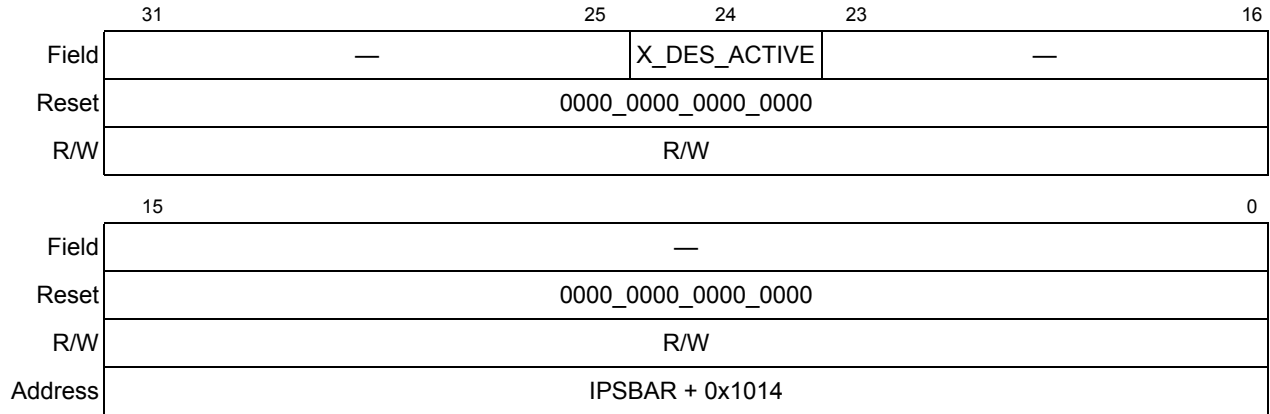 31 25 24 23 16
Field — X_DES_ACTIVE —
Reset 0000_0000_0000_0000
R/W R/W
15 0
Field —
Reset 0000_0000_0000_0000
R/W R/W
Address IPSBAR + 0x1014